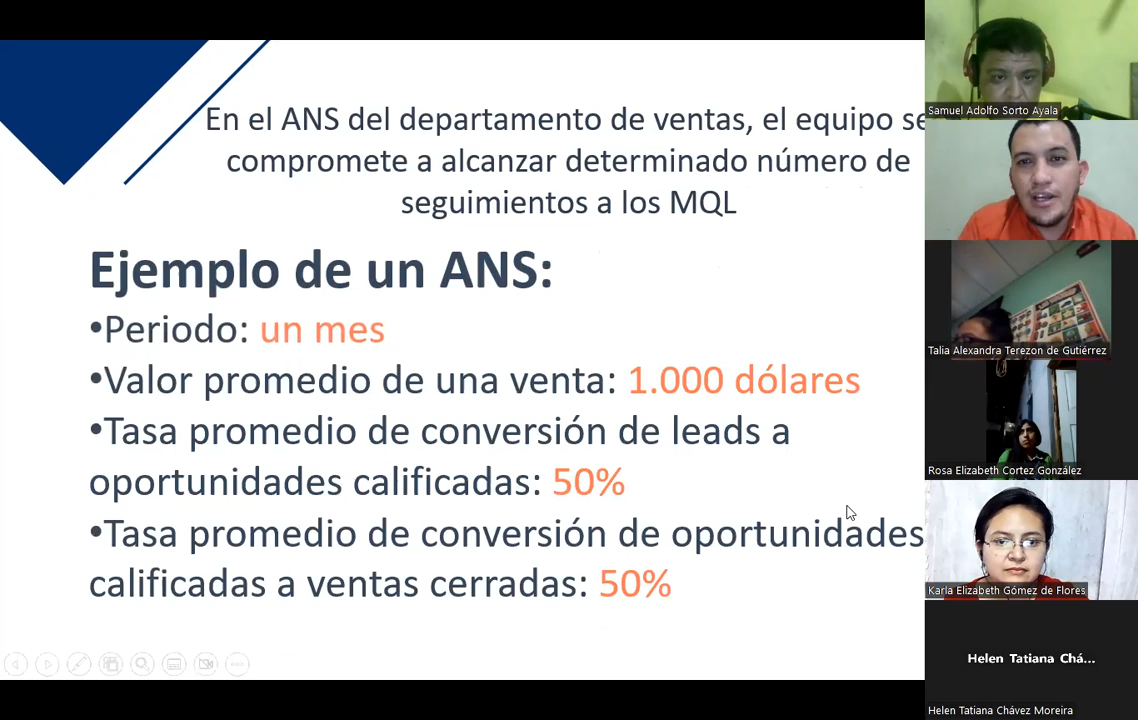 En el ANS del departamento de ventas, el equipo se
compromete a alcanzar determinado número de
seguimientos a los MQL
Ejemplo de un ANS:
•Periodo: un mes
•Valor promedio de una venta: 1.000 dólares
•Tasa promedio de conversión de leads a
oportunidades calificadas: 50%
•Tasa promedio de conversión de oportunidades
calificadas a ventas cerradas: 50%
Samuel Adolfo Sorto Ayala
Talia Alexandra Terezon de Gutiérrez
Rosa Elizabeth Cortez González
Karla Elizabeth Gómez de Flores
Helen Tatiana Chá...
Helen Tatiana Chávez Moreira